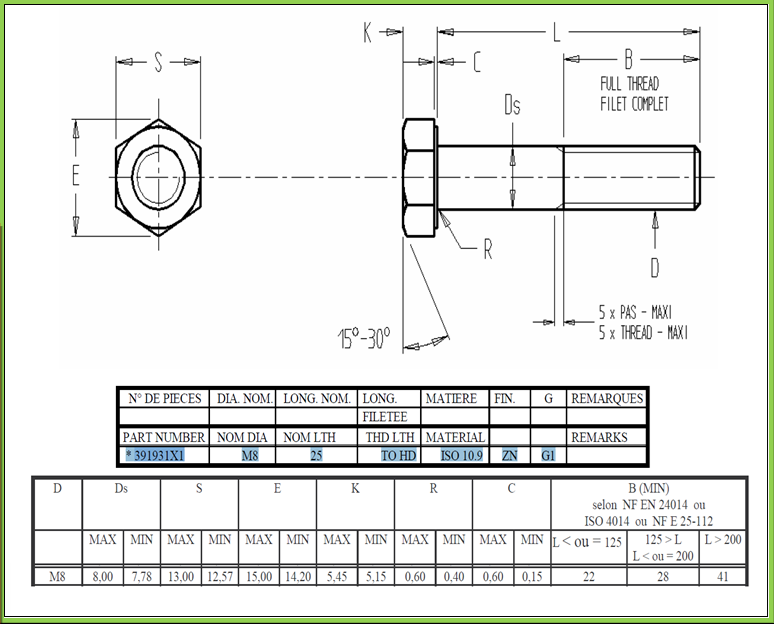 K
L
S
C
B
FULL THREAD
FILET COMPLET
Ds
E
R
D
5 x PAS - MAXI
5 x THREAD - MAXI
15°-30°
N° DE PIECES DIA. NOM. LONG. NOM. LONG. MATIERE FIN. G REMARQUES
FILETEE
PART NUMBER NOM DIA NOM LTH THD LTH MATERIAL REMARKS
* 391931X1 M8 25 TO HD ISO 10.9 ZN G1
D Ds S E K R C B (MIN)
selon NF EN 24014 ou
ISO 4014 ou NF E 25-112
MAX MIN MAX MIN MAX MIN MAX MIN MAX MIN MAX MIN L < ou = 125 125 > L L > 200
L < ou = 200
M8 8,00 7,78 13,00 12,57 15,00 14,20 5,45 5,15 0,60 0,40 0,60 0,15 22 28 41